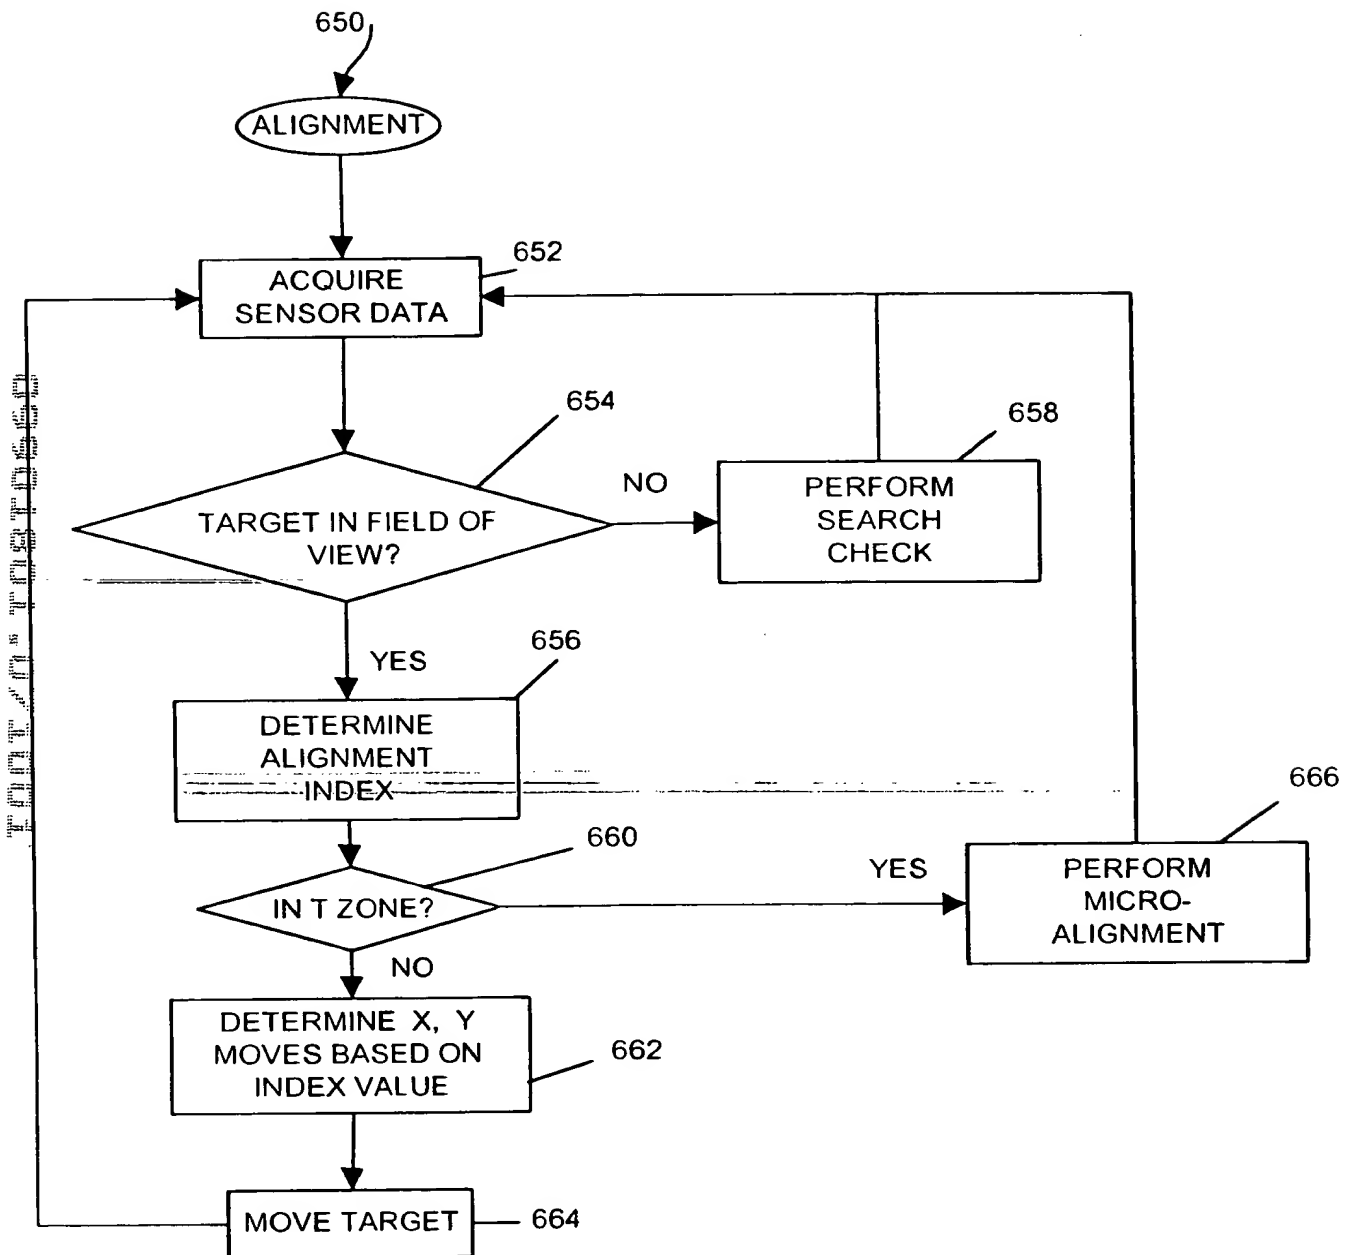 650
ALIGNMENT
652
ACQUIRE
SENSOR DATA
654
658
TARGET IN FIELD OF
VIEW?
NO
PERFORM
SEARCH
CHECK
656
YES
DETERMINE
ALIGNMENT
INDEX
660
666
IN T ZONE?
YES
PERFORM
MICRO-
ALIGNMENT
NO
DETERMINE X, Y
MOVES BASED ON
INDEX VALUE
662
MOVE TARGET
664